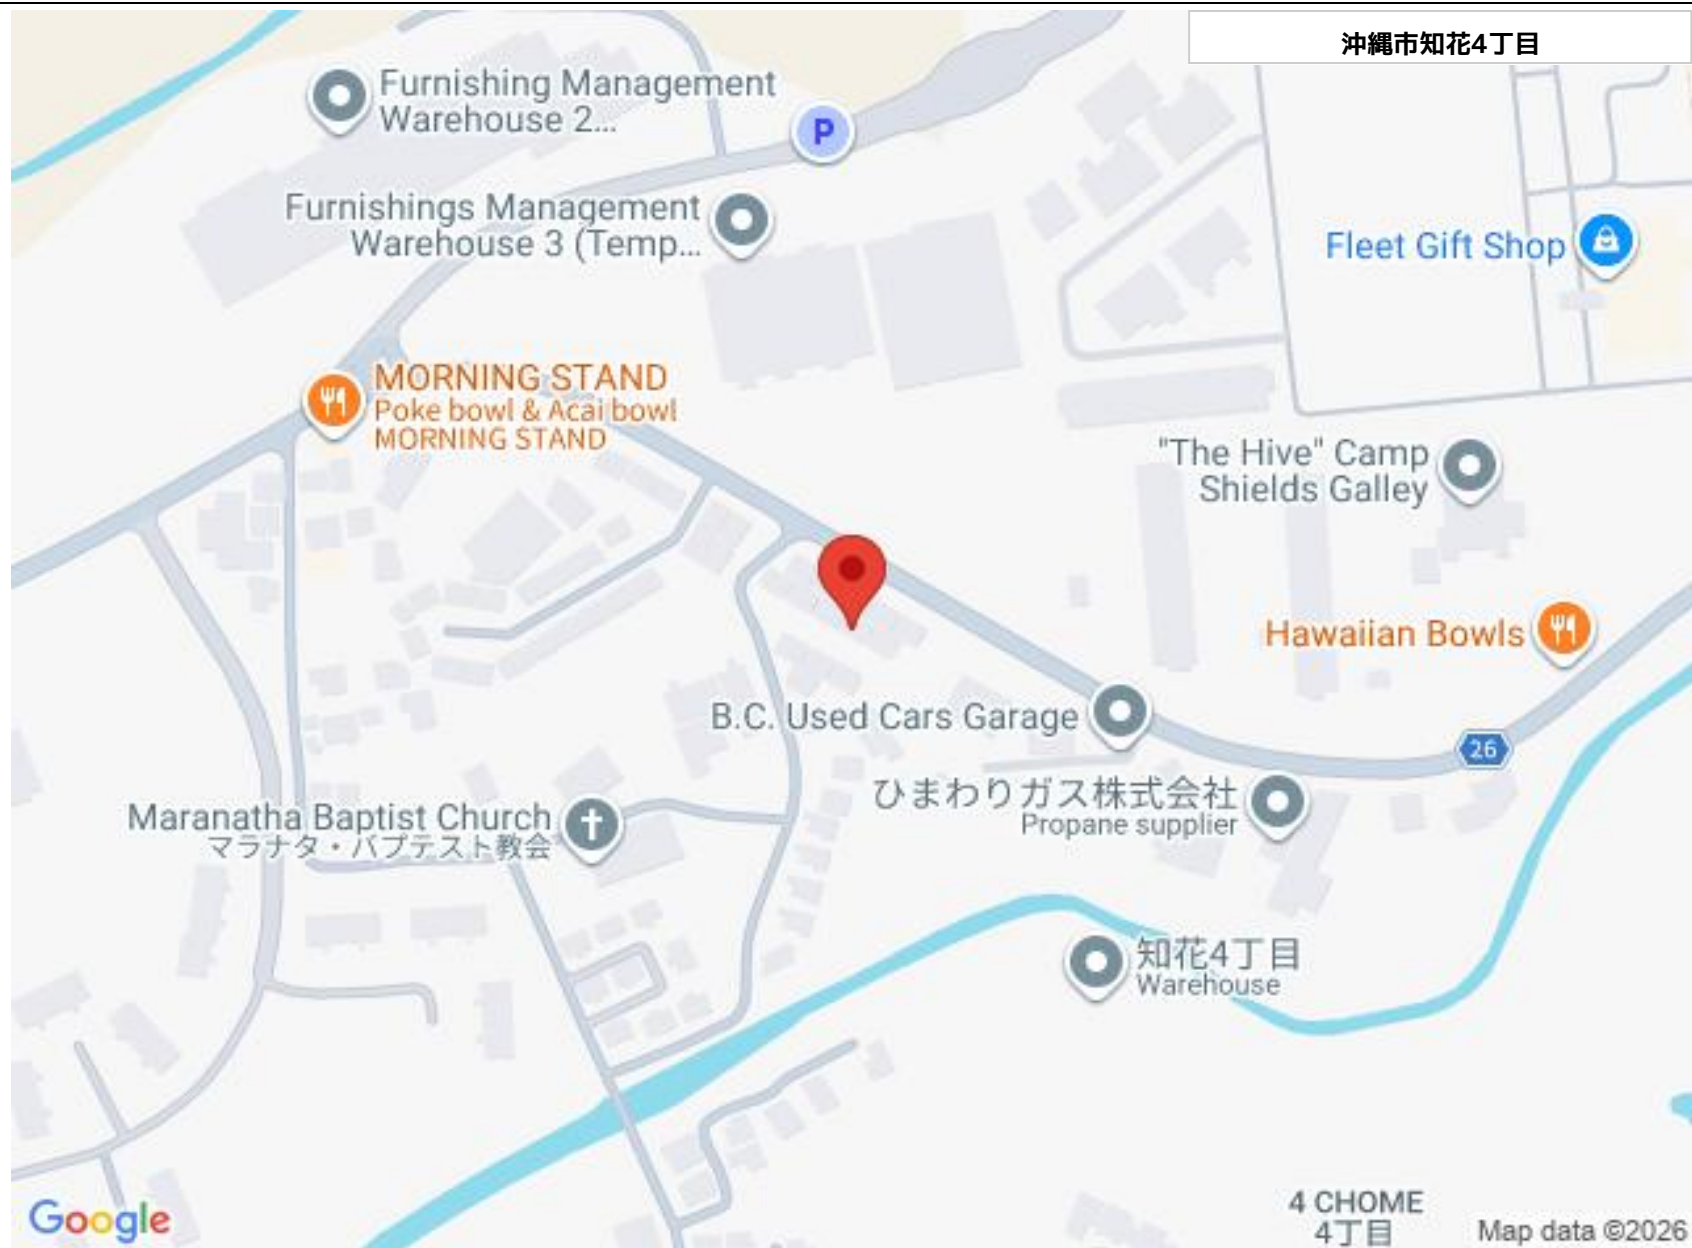 沖縄市知花4丁目
Furnishing Management
Warehouse 2...
P
Furnishings Management
Warehouse 3 (Temp...
Fleet Gift Shop
MORNING STAND
Poke bowl & Acai bowl
MORNING STAND
"The Hive" Camp
Shields Galley
Hawaiian Bowls
B.C. Used Cars Garage
26
ひまわりガス株式会社
Propane supplier
Maranatha Baptist Church
マラナタ・バプテスト教会
知花4丁目
Warehouse
4 CHOME
4丁目
Google
Map data ©2026